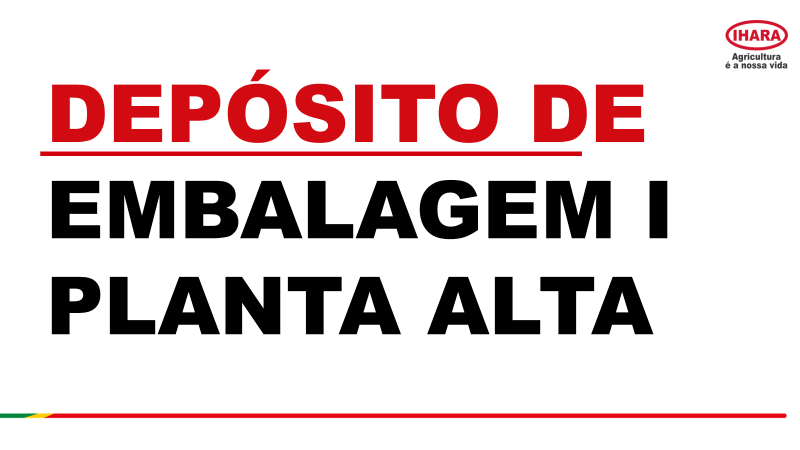 IHARA
Agricultura
é a nossa vida
DEPÓSITO DE
EMBALAGEM I
PLANTA ALTA